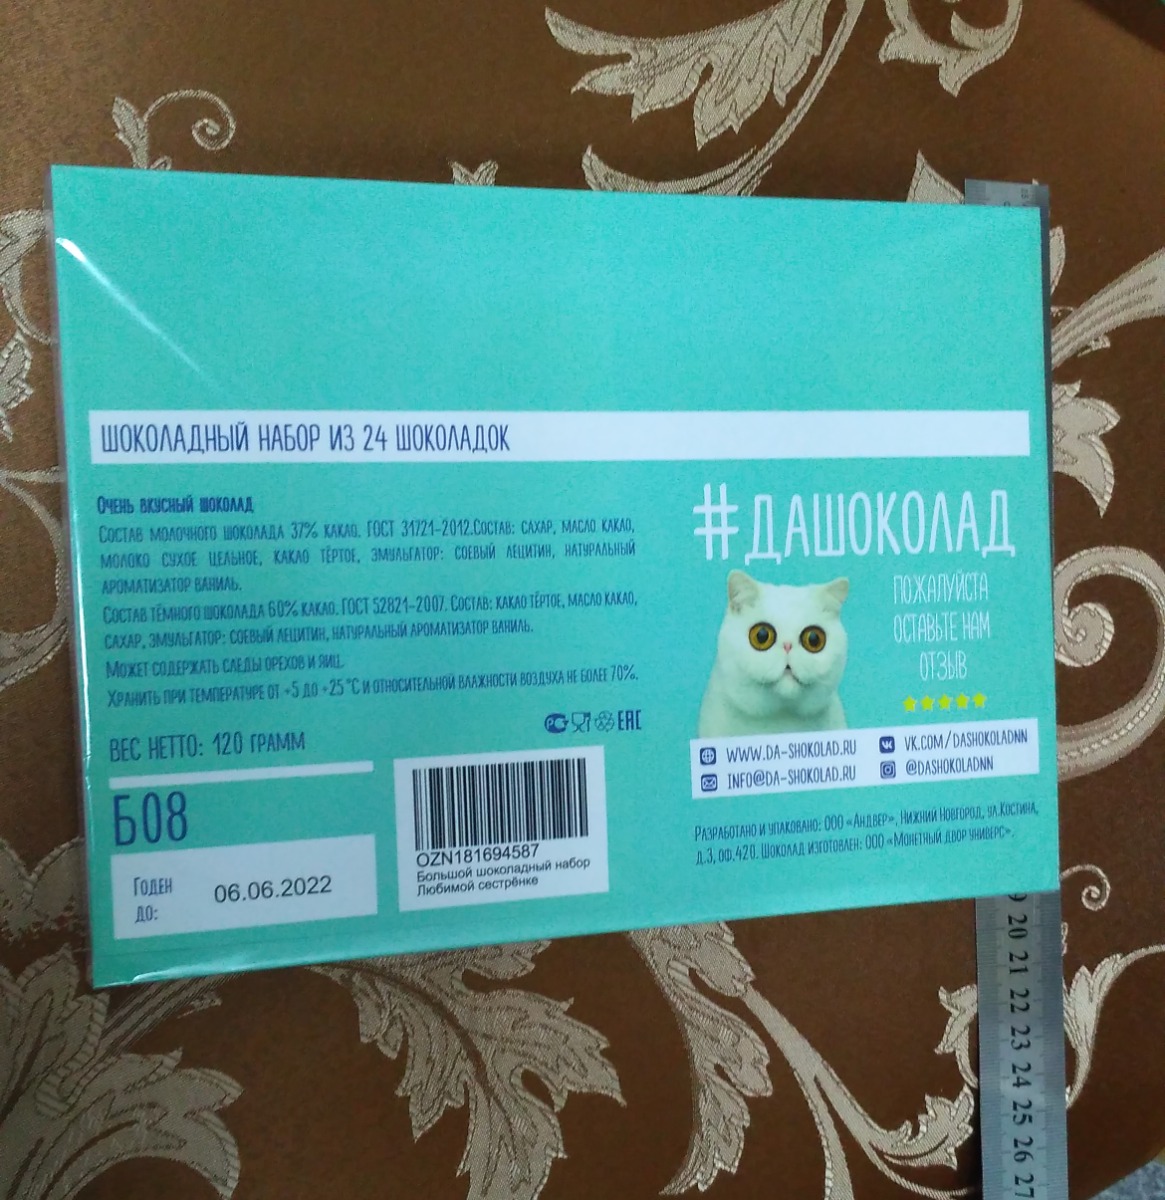 ШОКОЛАДНЫЙ НАБОР ИЗ 24 ШОКОЛАДОК
ОЧЕНЬ ВКУСНЫЙ ШОКОЛАД
СОСТАВ МОЛОЧНОГО ШОКОЛАДА 37% КАКАО. ГОСТ 31721-2012.СОСТАВ: САХАР, МАСЛО КАКАО,
МОЛОКО СУХОЕ ЦЕЛЬНОЕ, КАКАО ТЁРТОЕ, ЭМУЛЬГАТОР: СОЕВЫЙ ЛЕЦИТИН, НАТУРАЛЬНЫЙ
АРОМАТИЗАТОР ВАНИЛЬ.
СОСТАВ ТЁМНОГО ШОКОЛАДА 60% КАКАО. ГОСТ 52821-2007. СОСТАВ: КАКАО ТЁРТОЕ, МАСЛО КАКАО,
САХАР, ЭМУЛЬГАТОР: СОЕВЫЙ ЛЕЦИТИН, НАТУРАЛЬНЫЙ АРОМАТИЗАТОР ВАНИЛЬ.
МОЖЕТ СОДЕРЖАТЬ СЛЕДЫ ОРЕХОВ И ЯИЦ.
ХРАНИТЬ ПРИ ТЕМПЕРАТУРЕ ОТ +5 ДО +25 °С И ОТНОСИТЕЛЬНОЙ ВЛАЖНОСТИ ВОЗДУХА НЕ БОЛЕЕ 70%.
EAC
ВЕС НЕТТО: 120 ГРАММ
Б08
ГОДЕН
ДО:
06.06.2022
OZN181694587
Большой шоколадный набор
Любимой сестрёнке
#ДАШОКОЛАД
ПОЖАЛУЙСТА
ОСТАВЬТЕ НАМ
ОТЗЫВ
WWW.DA-SHOKOLAD.RU
VK.COM/DASHOKOLADNN
INFO@DA-SHOKOLAD.RU
@DASHOKOLADNN
РАЗРАБОТАНО И УПАКОВАНО: ООО «АНДВЕР», НИЖНИЙ НОВГОРОД, УЛ.КОСТИНА,
Д.3, ОФ.420. ШОКОЛАД ИЗГОТОВЛЕН: ООО «МОНЕТНЫЙ ДВОР УНИВЕРС».
9 20 21 22 23 24 25 26 27